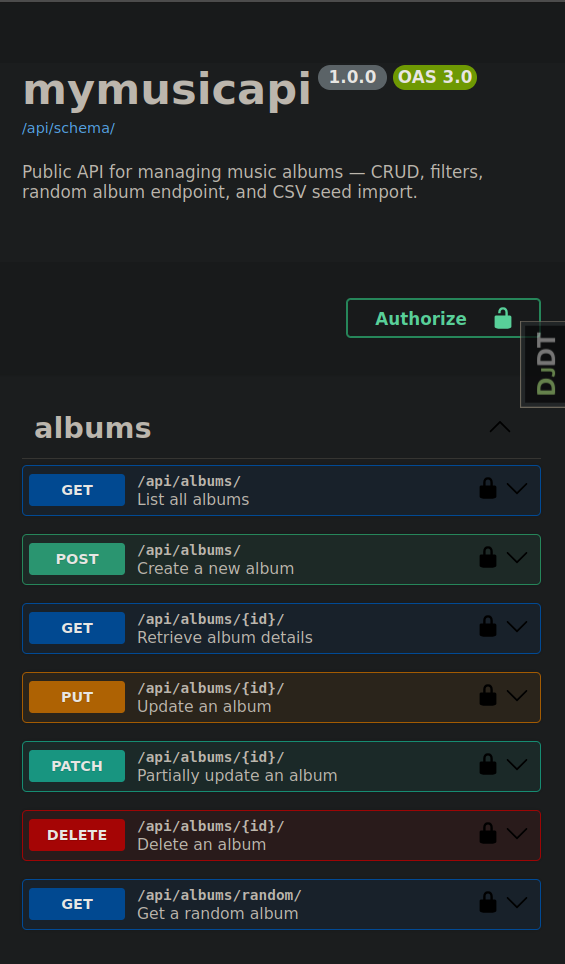 mymusicapi 1.0.0 OAS 3.0
/api/schema/
Public API for managing music albums — CRUD, filters,
random album endpoint, and CSV seed import.
Authorize
DJDT
albums
GET /api/albums/
List all albums
POST /api/albums/
Create a new album
GET /api/albums/{id}/
Retrieve album details
PUT /api/albums/{id}/
Update an album
PATCH /api/albums/{id}/
Partially update an album
DELETE /api/albums/{id}/
Delete an album
GET /api/albums/random/
Get a random album